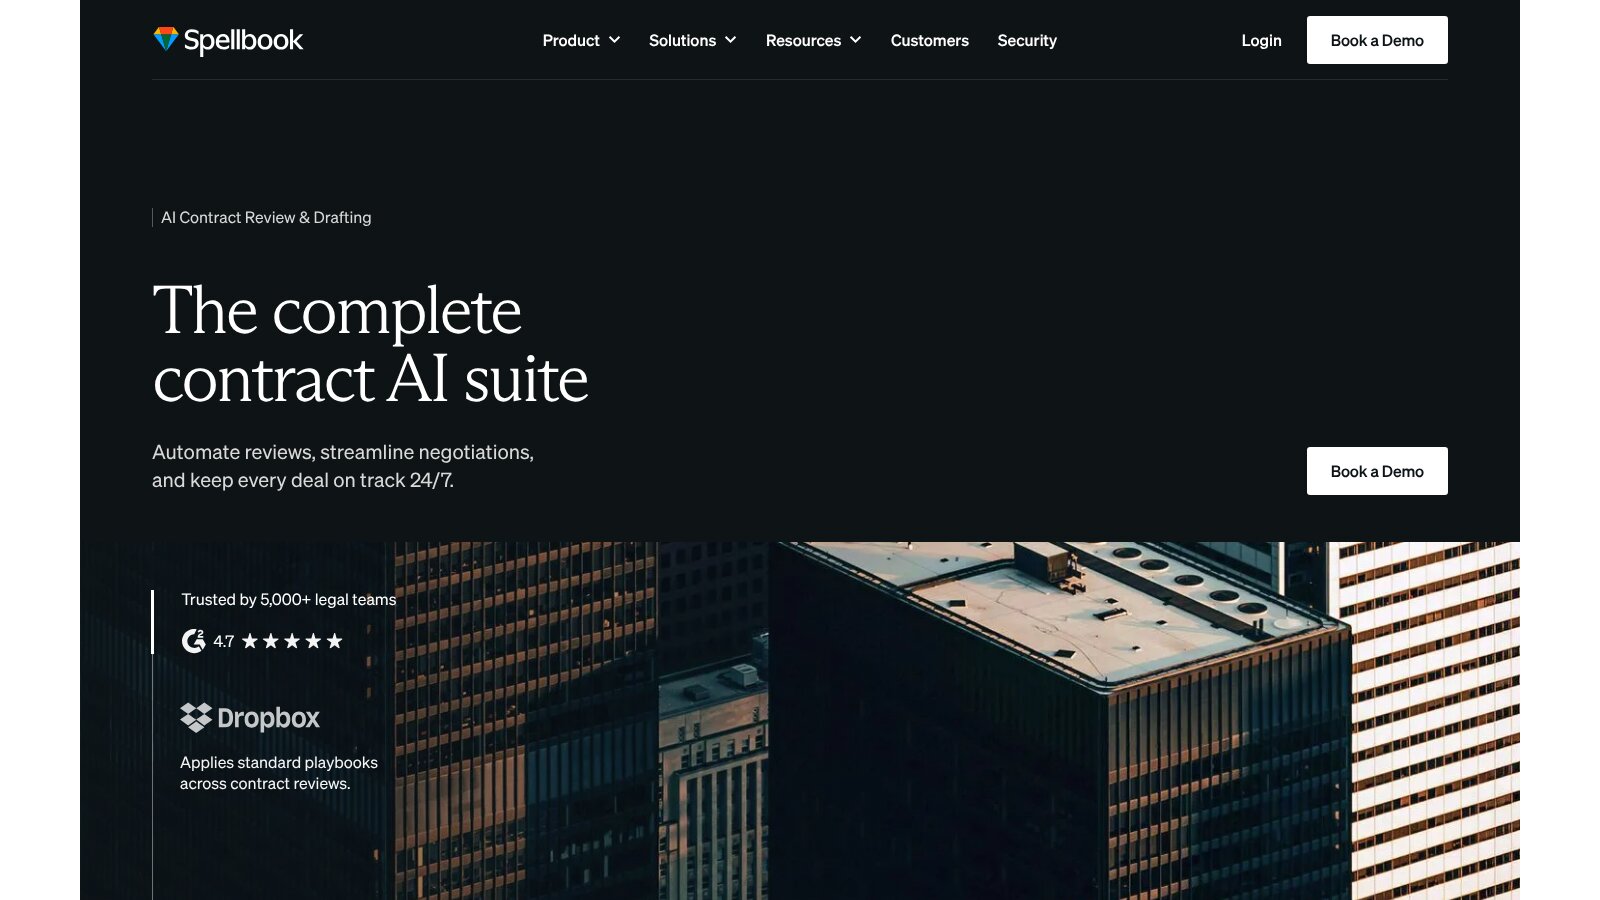 Spellbook
Product
Solutions
Resources
Customers
Security
Login
Book a Demo
AI Contract Review & Drafting
The complete
contract AI suite
Automate reviews, streamline negotiations,
and keep every deal on track 24/7.
Book a Demo
Trusted by 5,000+ legal teams
G2 4.7
Dropbox
Applies standard playbooks
across contract reviews.